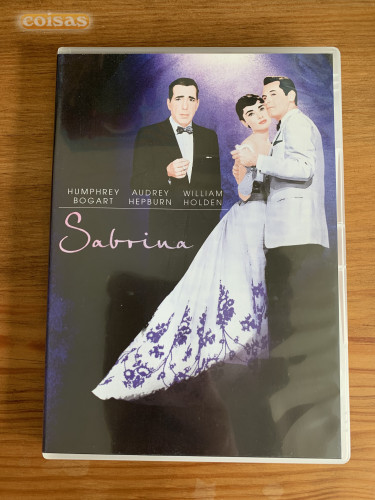 coisas
HUMPHREY AUDREY WILLIAM
BOGART HEPBURN HOLDEN
Sabrina